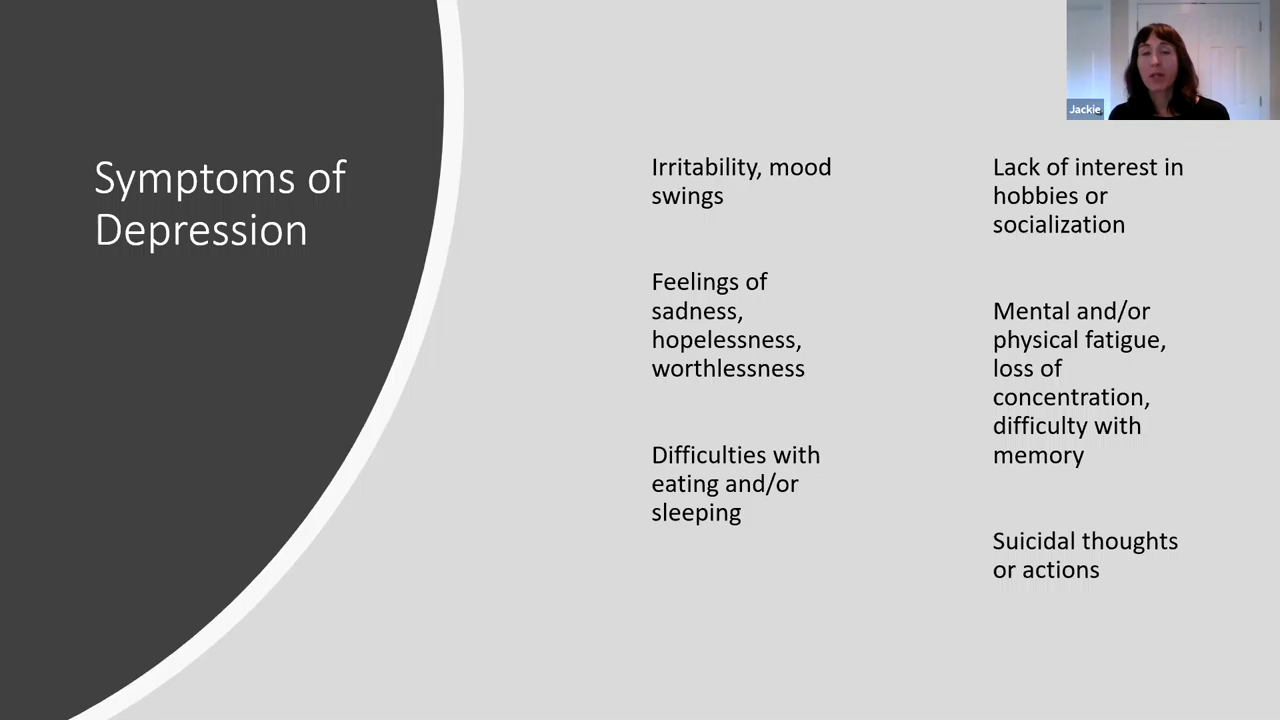 Symptoms of
Depression
Irritability, mood
swings
Feelings of
sadness,
hopelessness,
worthlessness
Difficulties with
eating and/or
sleeping
Lack of interest in
hobbies or
socialization
Mental and/or
physical fatigue,
loss of
concentration,
difficulty with
memory
Suicidal thoughts
or actions
Jackie